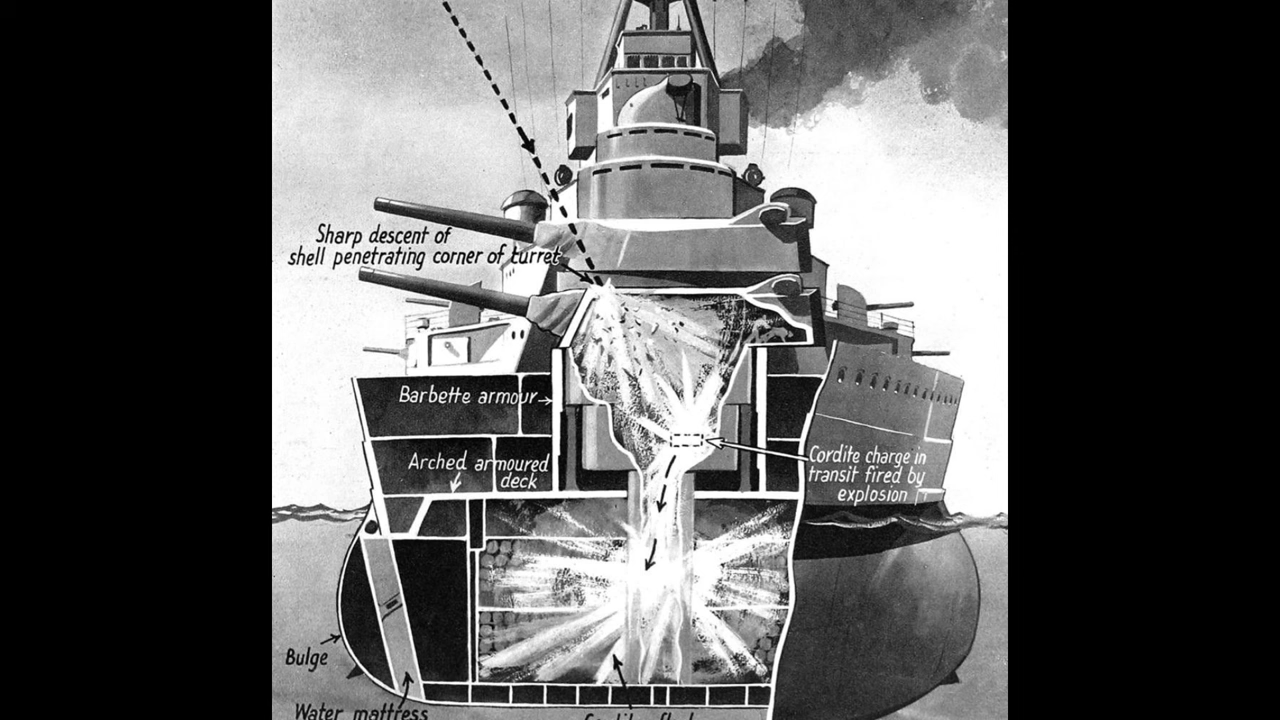 Sharp descent of
shell penetrating corner of turret
Barbette armour
Arched armoured
deck
Cordite charge in
transit fired by
explosion
Bulge
Water mattress